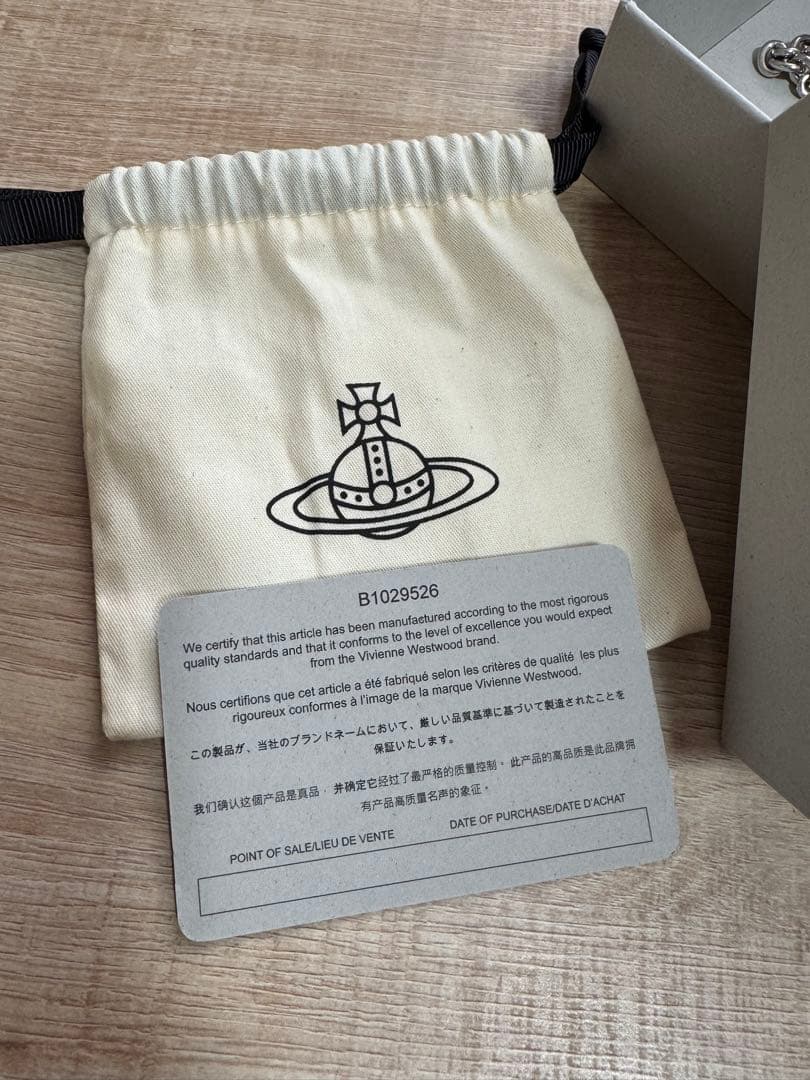 B1029526
We certify that this article has been manufactured according to the most rigorous
quality standards and that it conforms to the level of excellence you would expect
from the Vivienne Westwood brand.
Nous certifions que cet article a été fabriqué selon les critères de qualité les plus
rigoureux conformes à l'image de la marque Vivienne Westwood.
この製品が、当社のブランドネームにおいて、厳しい品質基準に基づいて製造されたことを
保証いたします。
我们确认这個产品是真品，并确定它经过了最严格的质量控制。此产品的高品质是此品牌拥
有产品高质量名声的象征。
POINT OF SALE/LIEU DE VENTE DATE OF PURCHASE/DATE D'ACHAT